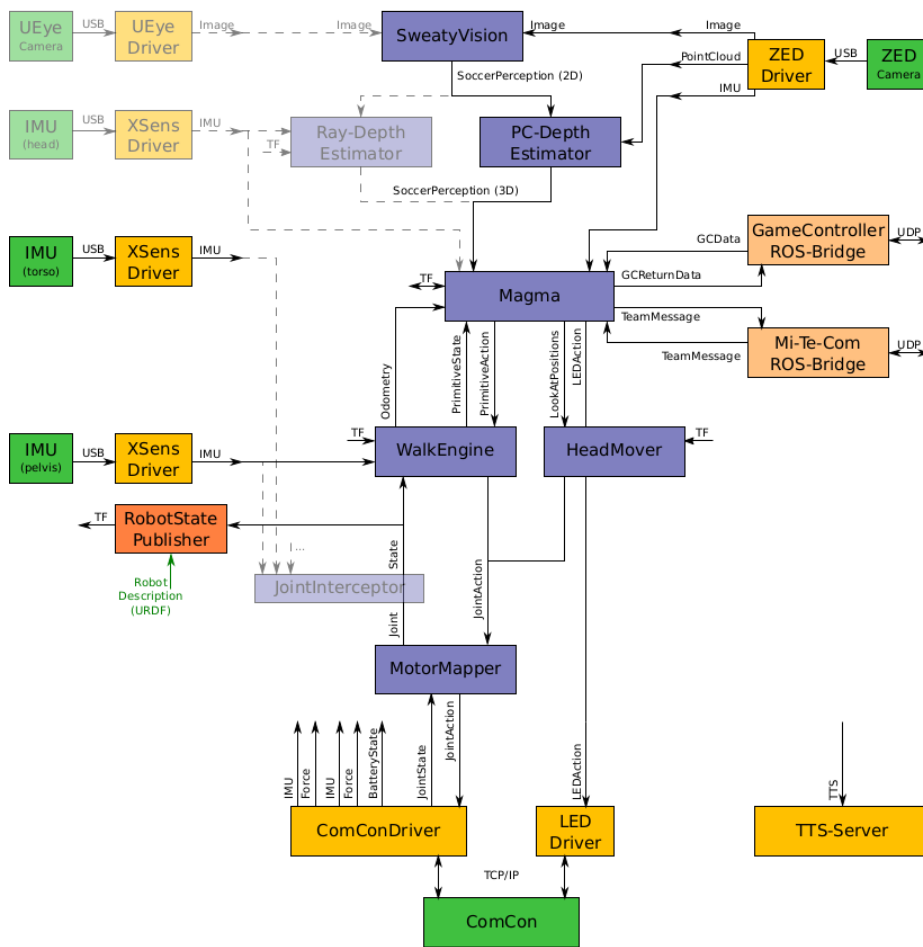 UEye
Camera
USB
UEye
Driver
Image
Image
SweatyVision
Image
Image
ZED
Driver
USB
ZED
Camera
PointCloud
IMU
SoccerPerception (2D)
IMU
(head)
USB
XSens
Driver
IMU
TF
Ray-Depth
Estimator
PC-Depth
Estimator
SoccerPerception (3D)
IMU
(torso)
USB
XSens
Driver
IMU
GCData
GameController
ROS-Bridge
UDP
TF
Magma
GCReturnData
TeamMessage
TeamMessage
Mi-Te-Com
ROS-Bridge
UDP
Odometry
PrimitiveState
PrimitiveAction
LookAtPositions
LEDAction
IMU
(pelvis)
USB
XSens
Driver
IMU
TF
WalkEngine
HeadMover
TF
TF
RobotState
Publisher
Robot
Description
(URDF)
...
JointInterceptor
State
Joint
JointAction
MotorMapper
IMU
Force
IMU
Force
BatteryState
JointState
JointAction
LEDAction
TTS
ComConDriver
LED
Driver
TTS-Server
TCP/IP
ComCon